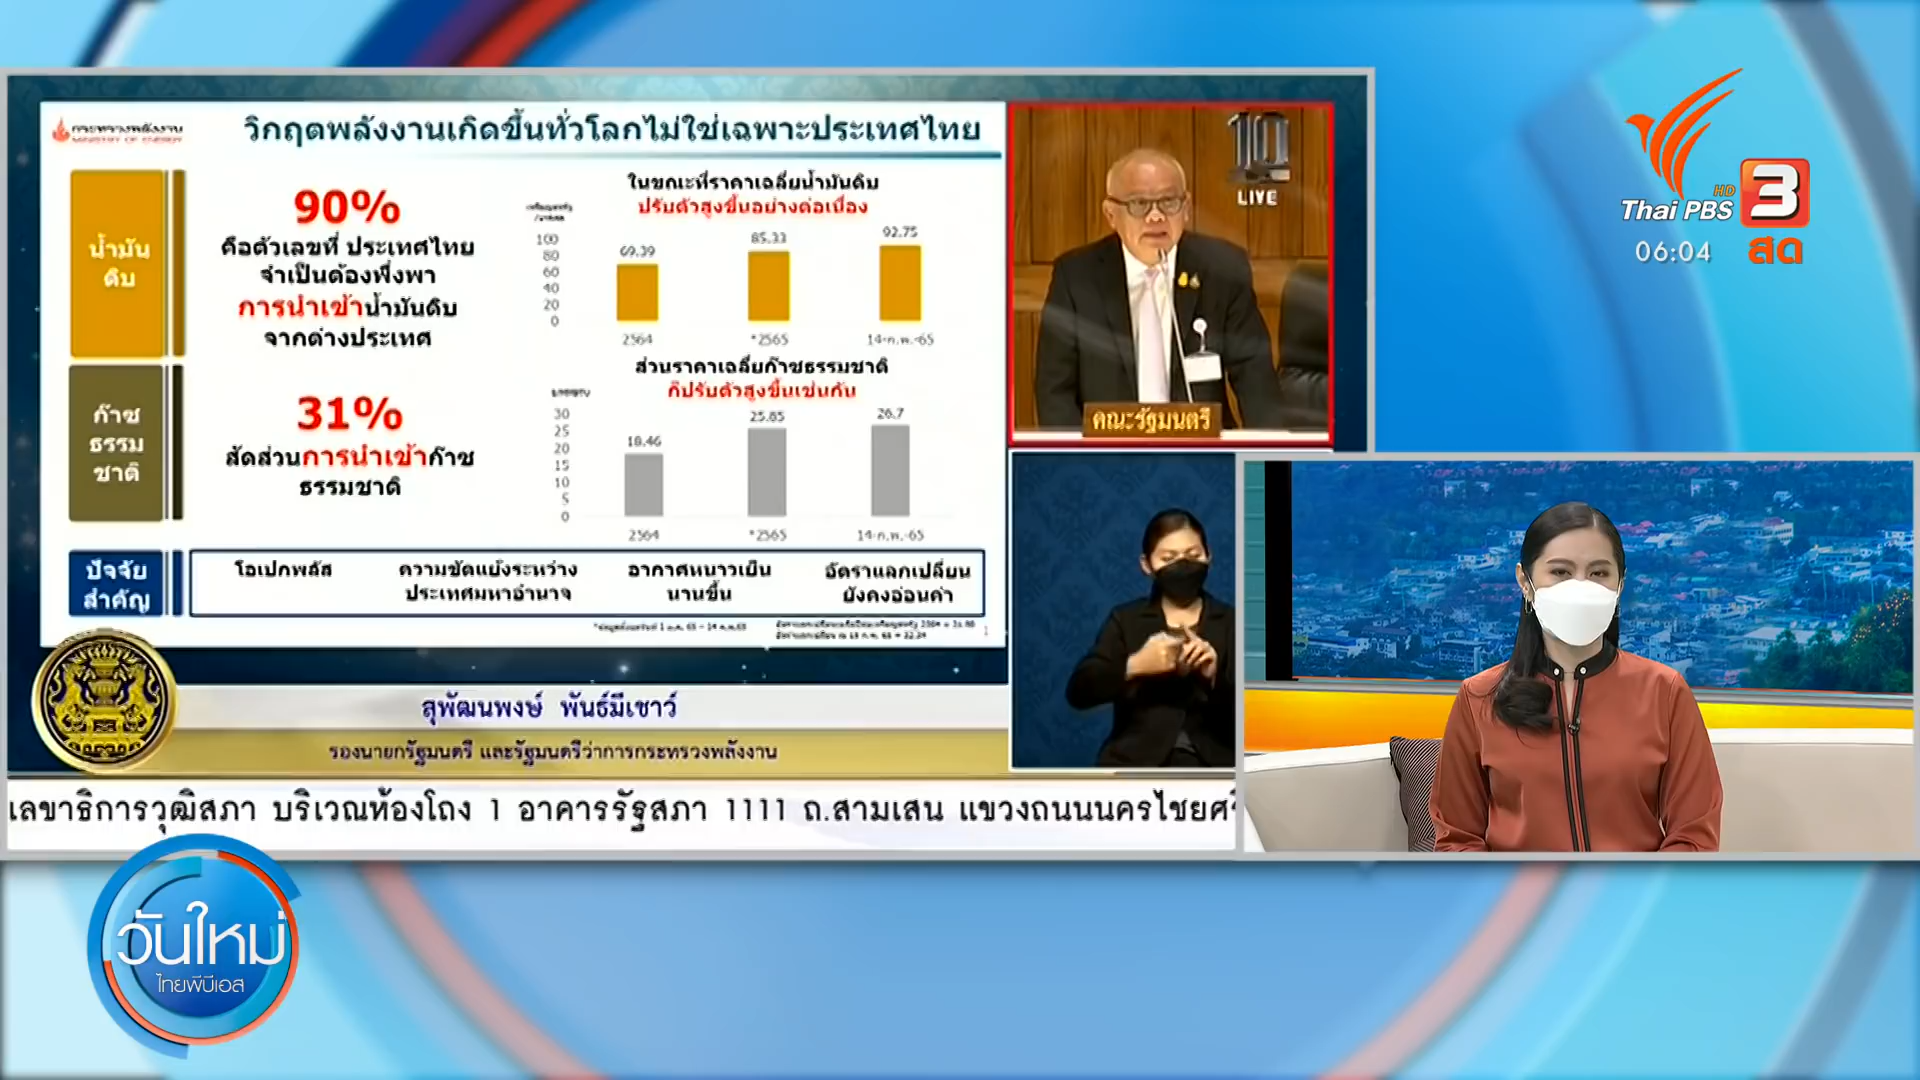 กระทรวงพลังงาน
MINISTRY OF ENERGY
วิกฤตพลังงานเกิดขึ้นทั่วโลกไม่ใช่เฉพาะประเทศไทย
น้ำมัน
ดิบ
90%
คือตัวเลขที่ ประเทศไทย
จำเป็นต้องพึ่งพา
การนำเข้าน้ำมันดิบ
จากต่างประเทศ
ในขณะที่ราคาเฉลี่ยน้ำมันดิบ
ปรับตัวสูงขึ้นอย่างต่อเนื่อง
100
80
60
40
20
0
69.39
85.33
92.75
2564
*2565
14-ก.พ.-65
ก๊าซ
ธรรม
ชาติ
31%
สัดส่วนการนำเข้าก๊าซ
ธรรมชาติ
ส่วนราคาเฉลี่ยก๊าซธรรมชาติ
ก็ปรับตัวสูงขึ้นเช่นกัน
30
25
20
15
10
5
0
18.46
25.85
26.7
2564
*2565
14-ก.พ.-65
ปัจจัย
สำคัญ
โอเปกพลัส
ความขัดแย้งระหว่าง
ประเทศมหาอำนาจ
อากาศหนาวเย็น
นานขึ้น
อัตราแลกเปลี่ยน
ยังคงอ่อนค่า
1
10
LIVE
คณะรัฐมนตรี
สุพัฒนพงษ์ พันธ์มีเชาว์
รองนายกรัฐมนตรี และรัฐมนตรีว่าการกระทรวงพลังงาน
เลขาธิการวุฒิสภา บริเวณห้องโถง 1 อาคารรัฐสภา 1111 ถ.สามเสน แขวงถนนนครไชยศรี
Thai PBS HD 3
06:04 สด
วันใหม่
ไทยพีบีเอส